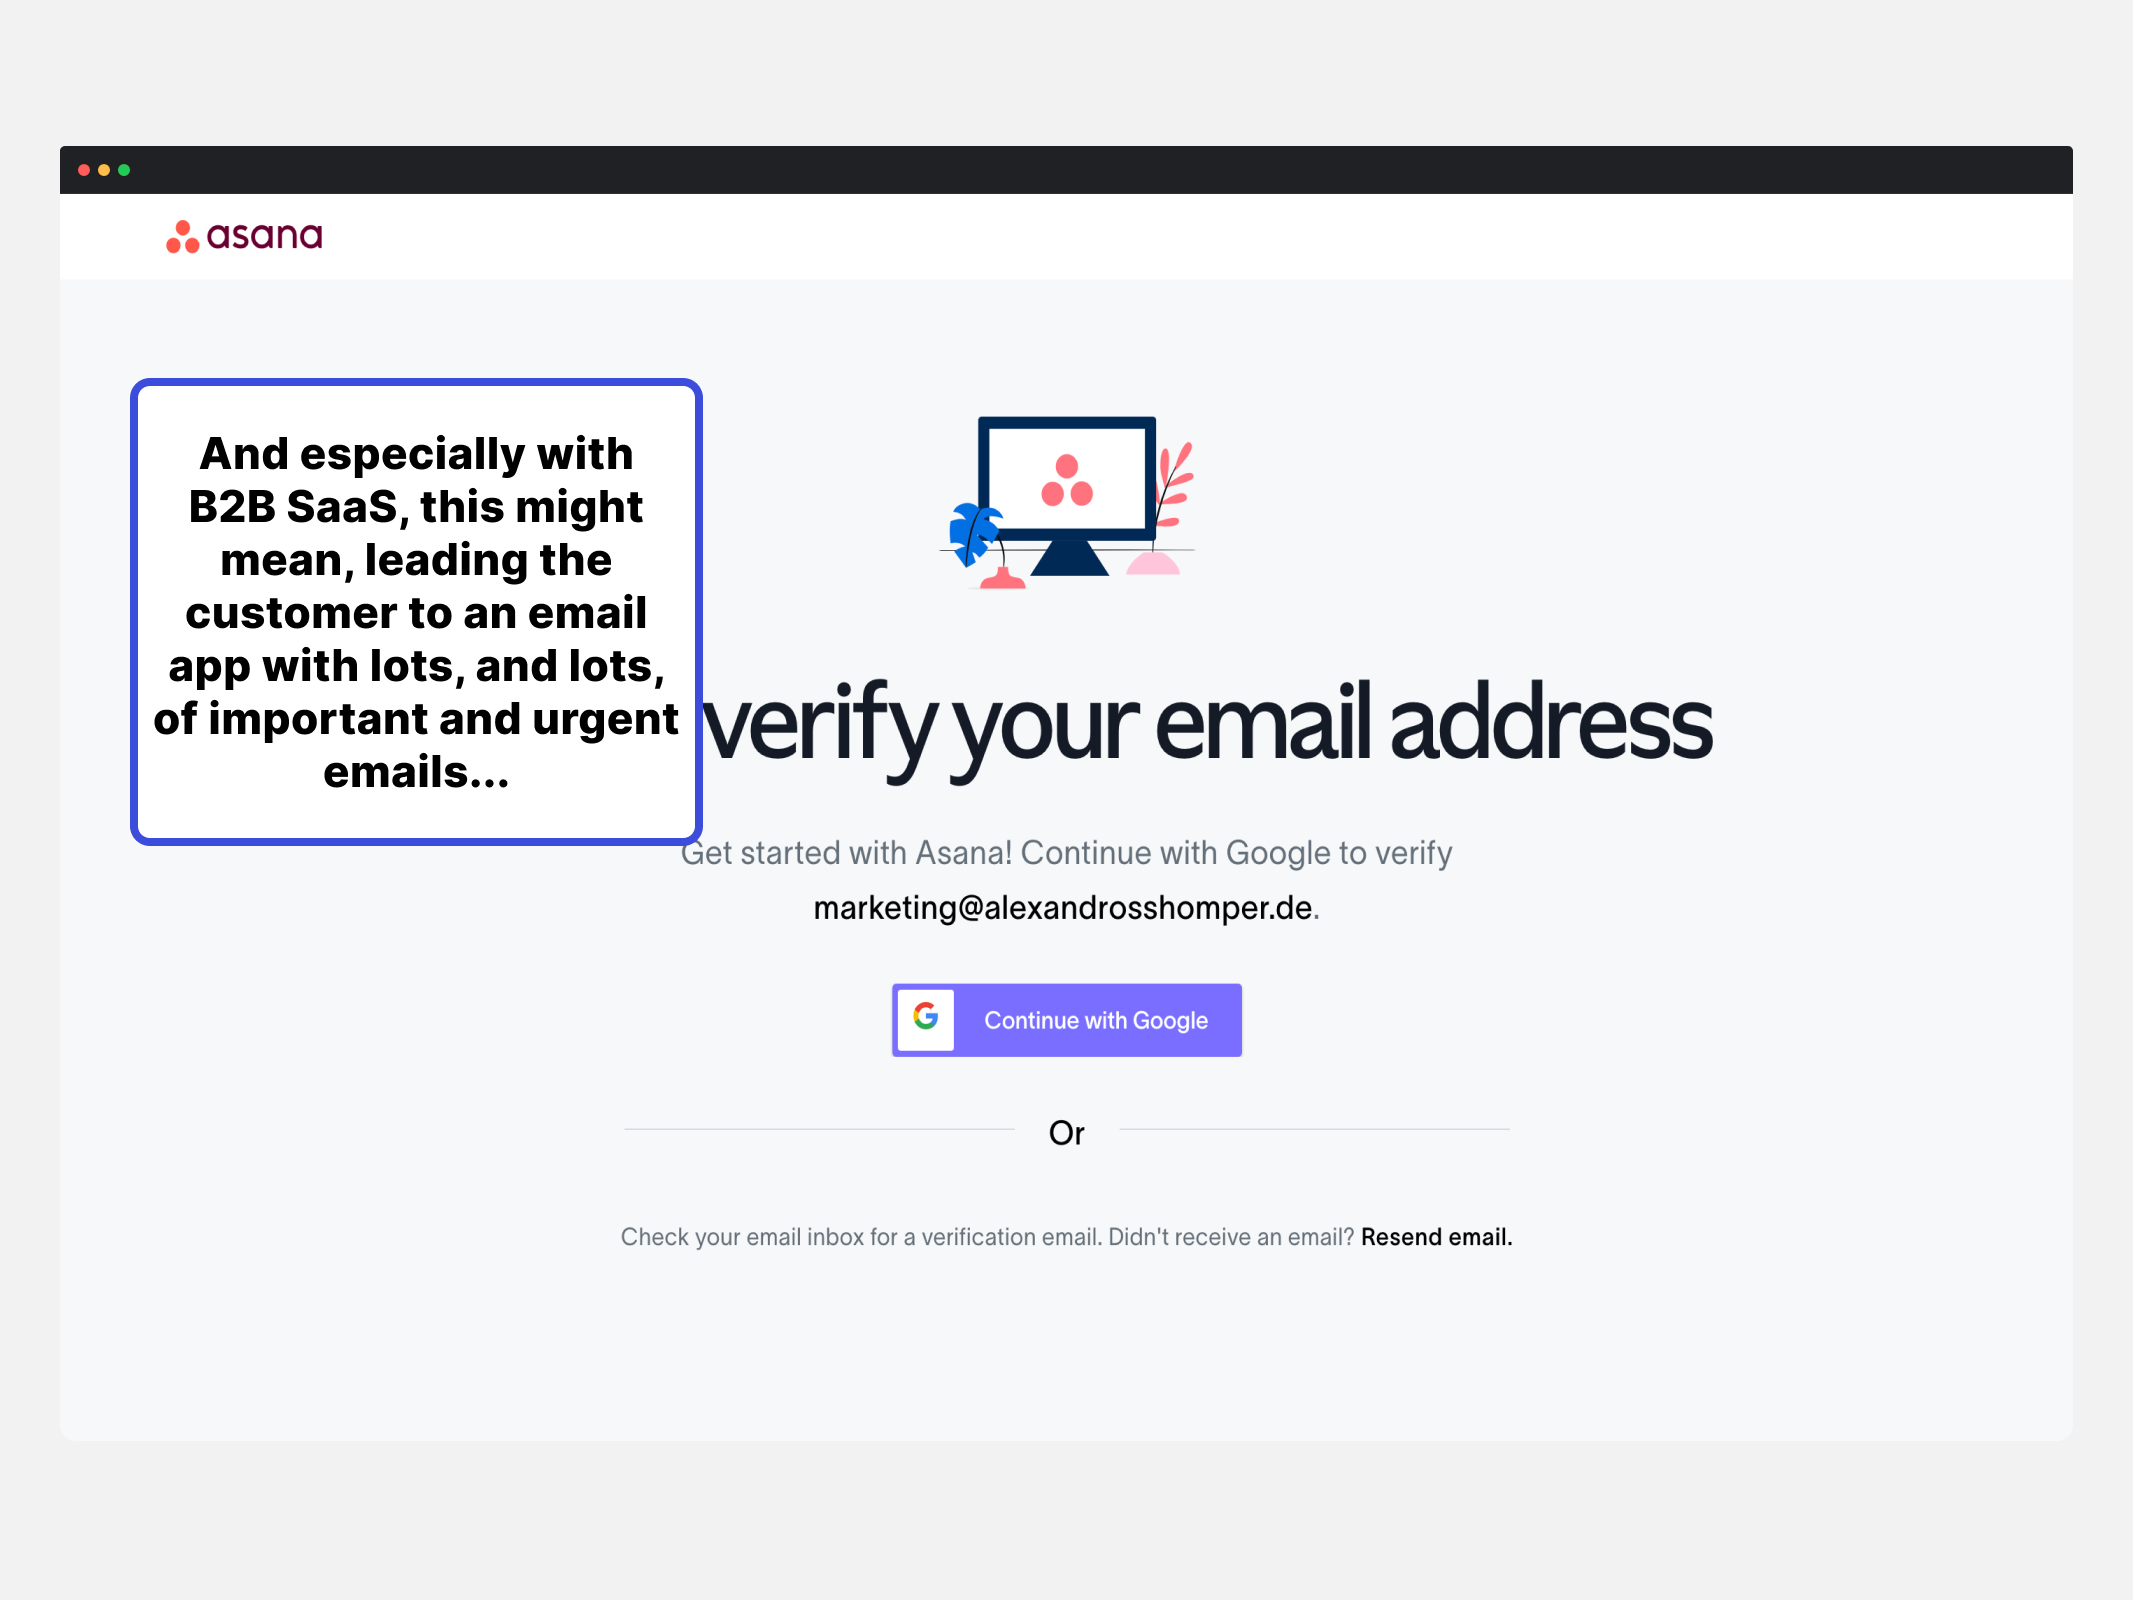 asana
And especially with
B2B SaaS, this might
mean, leading the
customer to an email
app with lots, and lots,
of important and urgent
emails...
verify your email address
Get started with Asana! Continue with Google to verify
marketing@alexandrosshomper.de.
Continue with Google
Or
Check your email inbox for a verification email. Didn't receive an email? Resend email.